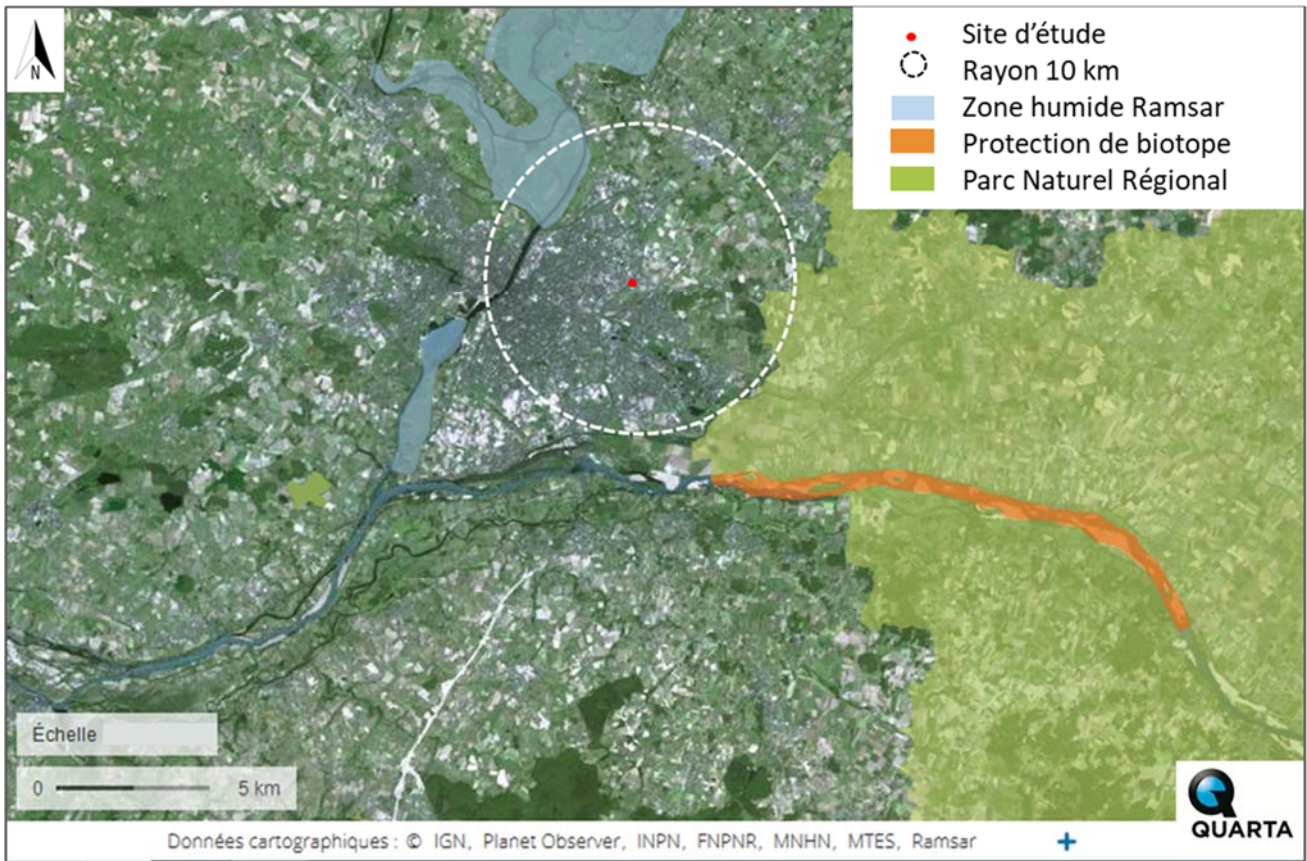 N
Site d’étude
Rayon 10 km
Zone humide Ramsar
Protection de biotope
Parc Naturel Régional
Échelle
0 5 km
QUARTA
Données cartographiques : © IGN, Planet Observer, INPN, FNPNR, MNHN, MTES, Ramsar +